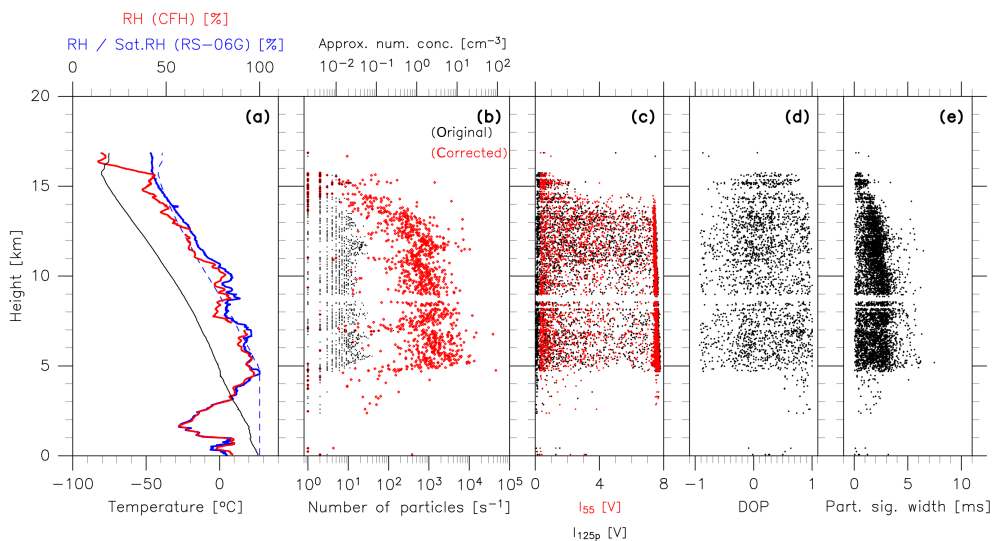 RH (CFH) [%]
RH / Sat.RH (RS−06G) [%]
0 50 100
Approx. num. conc. [cm⁻³]
10⁻² 10⁻¹ 10⁰ 10¹ 10²
20
15
10
5
0
Height [km]
(a)
(b)
(Original)
(Corrected)
(c)
(d)
(e)
−100 −50 0
Temperature [ºC]
10⁰ 10¹ 10² 10³ 10⁴ 10⁵
Number of particles [s⁻¹]
0 4 8
I₅₅ [V]
I₁₂₅ₚ [V]
−1 0 1
DOP
0 5 10
Part. sig. width [ms]